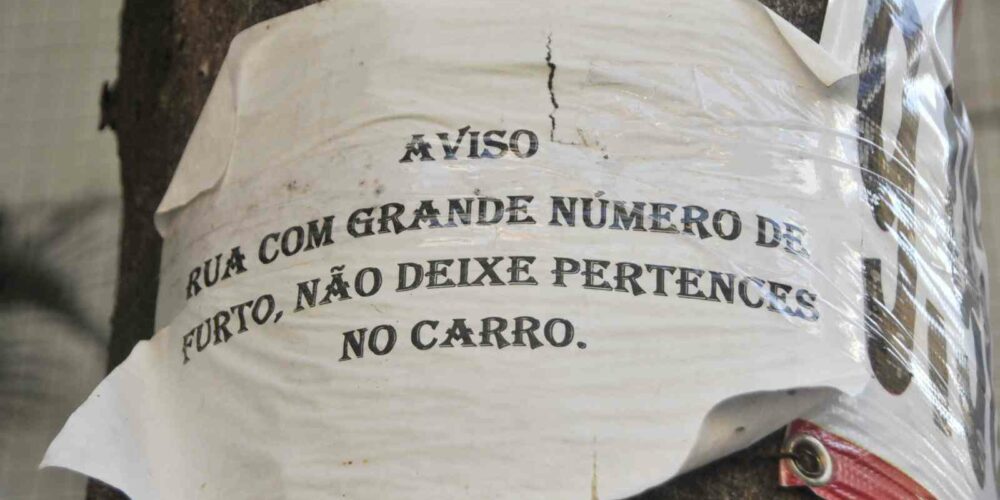 AVISO
RUA COM GRANDE NÚMERO DE
FURTO, NÃO DEIXE PERTENCES
NO CARRO.